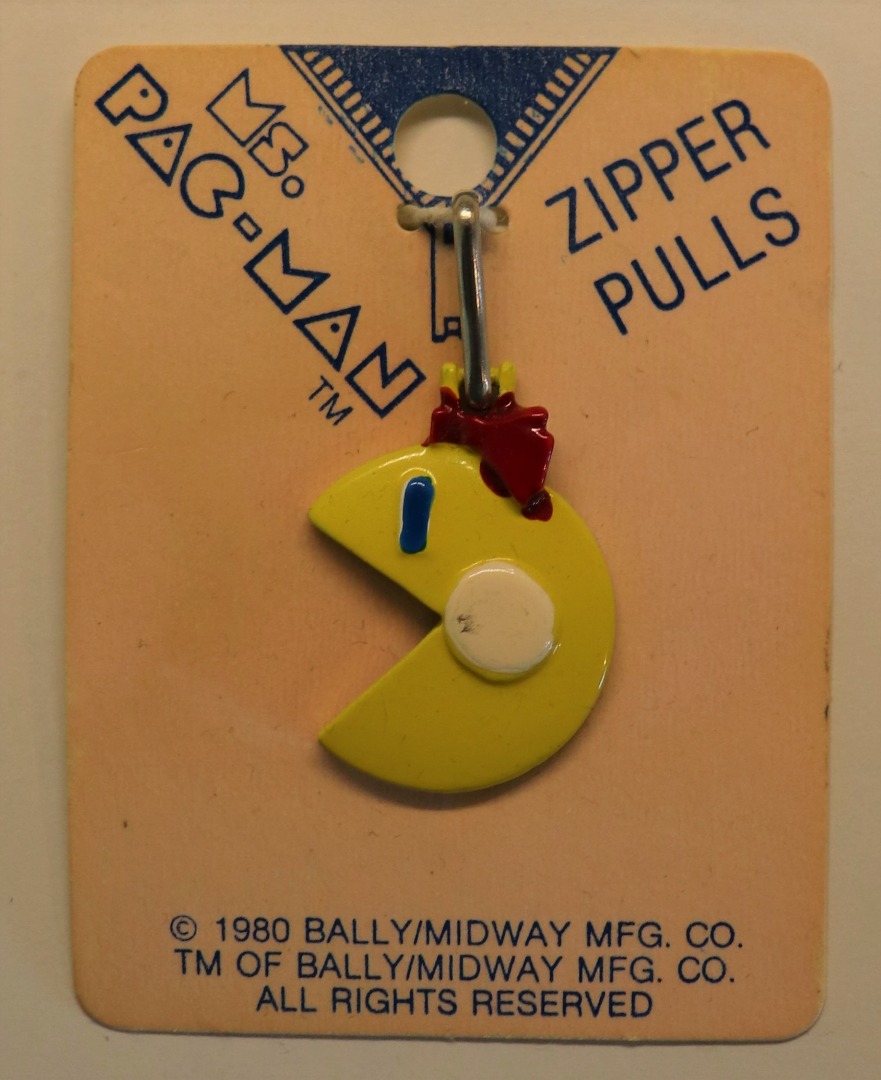 MS.
PAC-MAN
TM
ZIPPER
PULLS
© 1980 BALLY/MIDWAY MFG. CO.
TM OF BALLY/MIDWAY MFG. CO.
ALL RIGHTS RESERVED